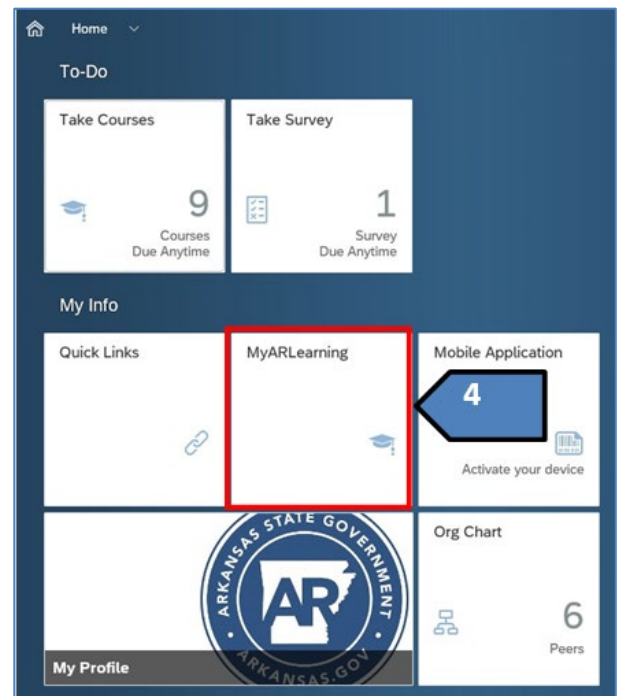 Home
To-Do
Take Courses
9
Courses
Due Anytime
Take Survey
1
Survey
Due Anytime
My Info
Quick Links
MyARLearning
Mobile Application
4
Activate your device
ARKANSAS STATE GOVERNMENT
AR
ARKANSAS.GOV
My Profile
Org Chart
6
Peers